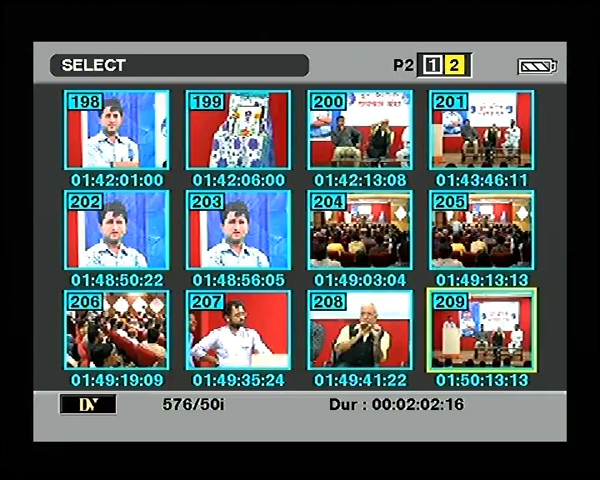 SELECT
P2 1 2
198 199 200 201
01:42:01:00 01:42:06:00 01:42:13:08 01:43:46:11
202 203 204 205
01:48:50:22 01:48:56:05 01:49:03:04 01:49:13:13
206 207 208 209
01:49:19:09 01:49:35:24 01:49:41:22 01:50:13:13
DV 576/50i Dur : 00:02:02:16